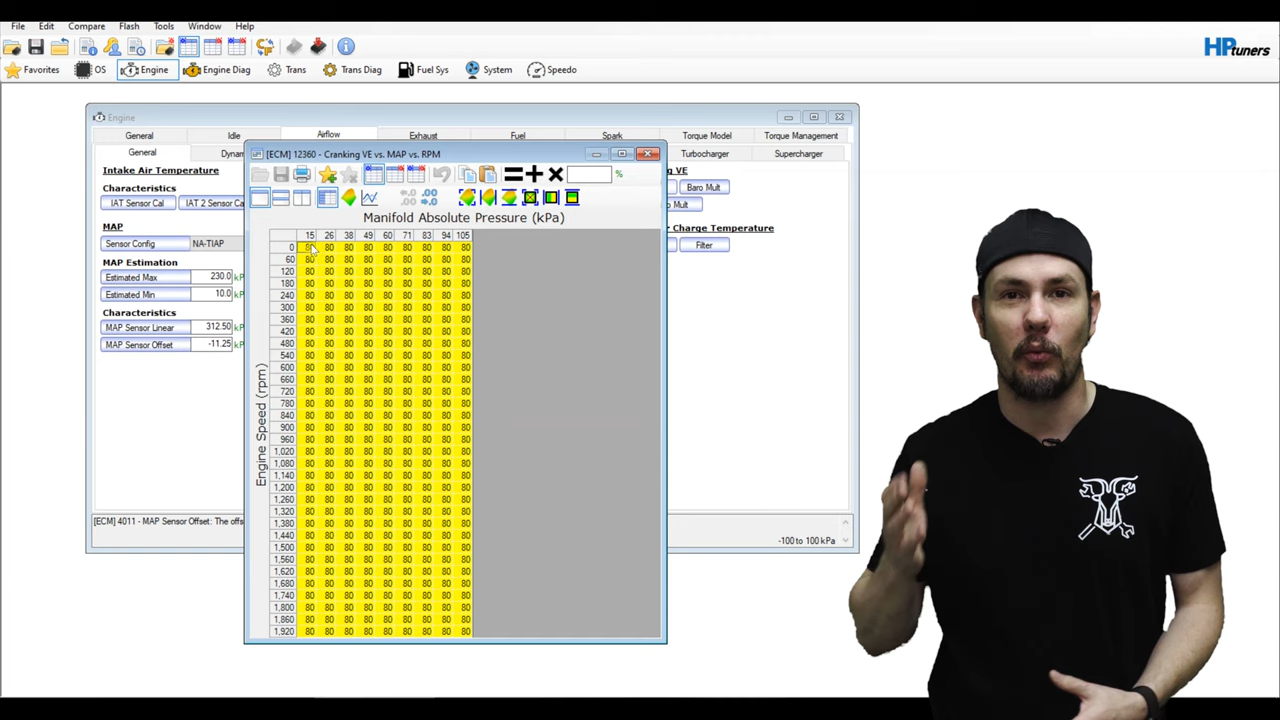 File Edit Compare Flash Tools Window Help
HP tuners
Favorites OS Engine Engine Diag Trans Trans Diag Fuel Sys System Speedo
Engine
General Idle Airflow Exhaust Fuel Spark Torque Model Torque Management
General Turbocharger Supercharger
Intake Air Temperature
Characteristics
IAT Sensor Cal IAT 2 Sensor
MAP
Sensor Config NA-TIAP
MAP Estimation
Estimated Max 230.0
Estimated Min 10.0
Characteristics
MAP Sensor Linear 312.50
MAP Sensor Offset -11.25
[ECM] 4011 - MAP Sensor Offset: The
VE
Baro Mult
Mult
Charge Temperature
Filter
-100 to 100 kPa
[ECM] 12360 - Cranking VE vs. MAP vs. RPM
%
Manifold Absolute Pressure (kPa)
Engine Speed (rpm)
15 26 38 49 60 71 83 94 105
0 80 80 80 80 80 80 80 80 80
60 80 80 80 80 80 80 80 80 80
120 80 80 80 80 80 80 80 80 80
180 80 80 80 80 80 80 80 80 80
240 80 80 80 80 80 80 80 80 80
300 80 80 80 80 80 80 80 80 80
360 80 80 80 80 80 80 80 80 80
420 80 80 80 80 80 80 80 80 80
480 80 80 80 80 80 80 80 80 80
540 80 80 80 80 80 80 80 80 80
600 80 80 80 80 80 80 80 80 80
660 80 80 80 80 80 80 80 80 80
720 80 80 80 80 80 80 80 80 80
780 80 80 80 80 80 80 80 80 80
840 80 80 80 80 80 80 80 80 80
900 80 80 80 80 80 80 80 80 80
960 80 80 80 80 80 80 80 80 80
1,020 80 80 80 80 80 80 80 80 80
1,080 80 80 80 80 80 80 80 80 80
1,140 80 80 80 80 80 80 80 80 80
1,200 80 80 80 80 80 80 80 80 80
1,260 80 80 80 80 80 80 80 80 80
1,320 80 80 80 80 80 80 80 80 80
1,380 80 80 80 80 80 80 80 80 80
1,440 80 80 80 80 80 80 80 80 80
1,500 80 80 80 80 80 80 80 80 80
1,560 80 80 80 80 80 80 80 80 80
1,620 80 80 80 80 80 80 80 80 80
1,680 80 80 80 80 80 80 80 80 80
1,740 80 80 80 80 80 80 80 80 80
1,800 80 80 80 80 80 80 80 80 80
1,860 80 80 80 80 80 80 80 80 80
1,920 80 80 80 80 80 80 80 80 80